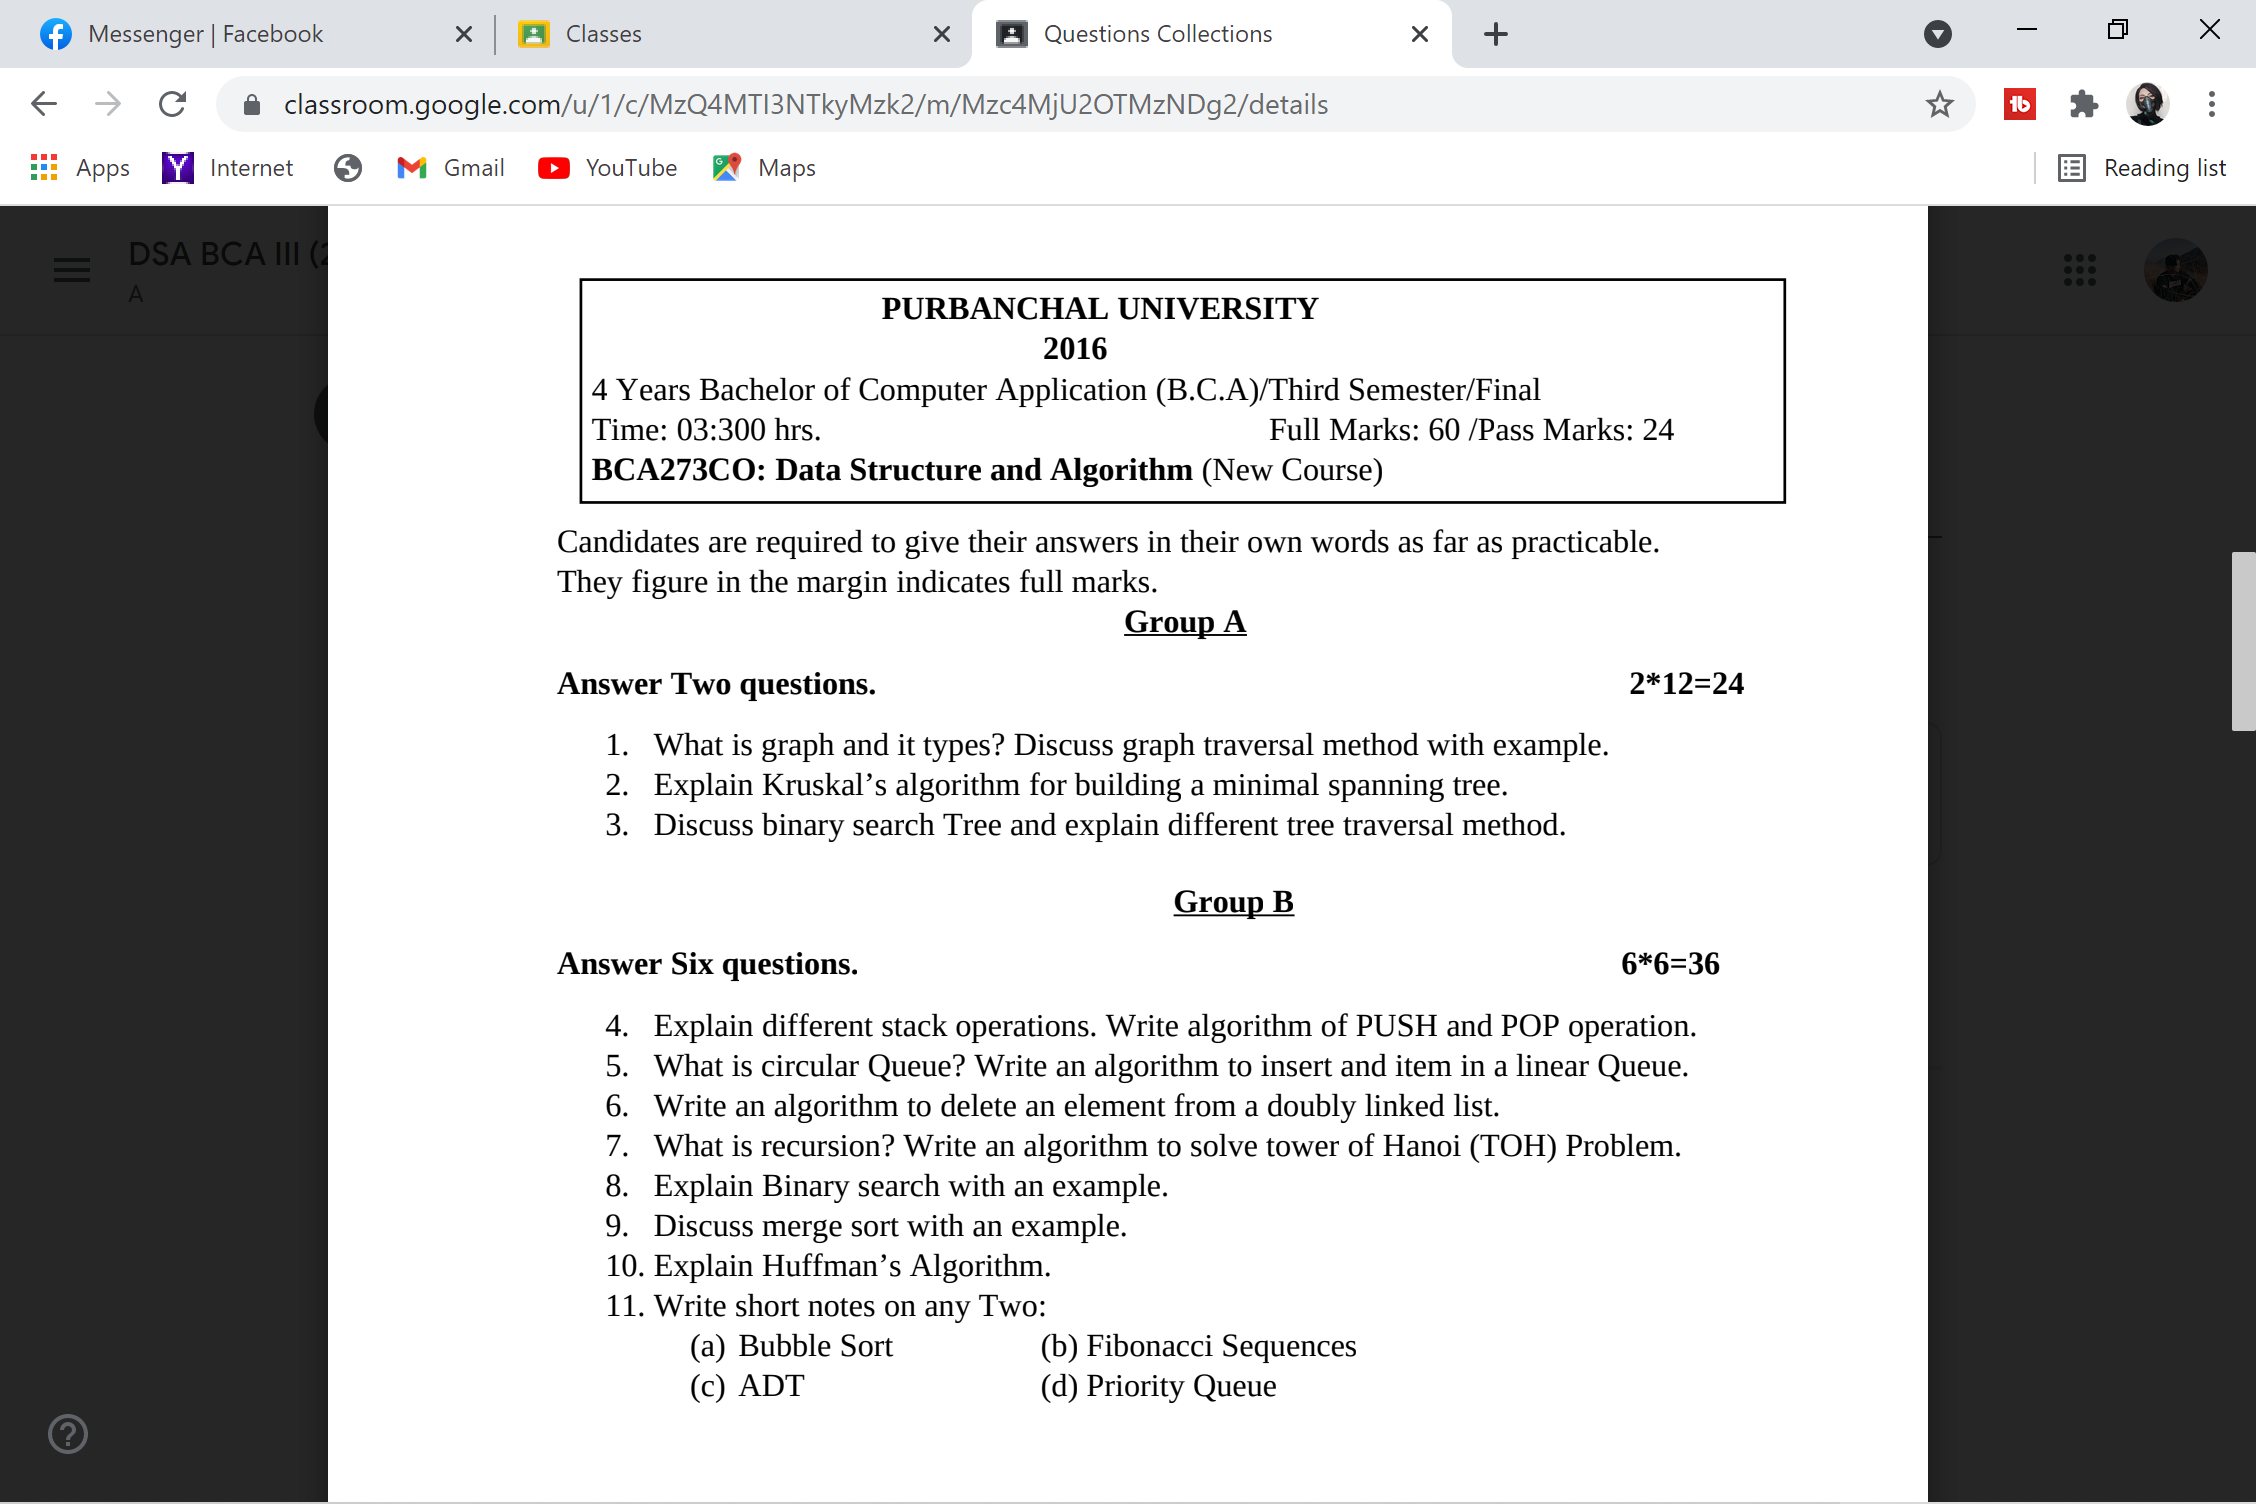 Messenger | Facebook
Classes
Questions Collections
classroom.google.com/u/1/c/MzQ4MTI3NTkyMzk2/m/Mzc4MjU2OTMzNDg2/details
Apps
Internet
Gmail
YouTube
Maps
Reading list
DSA BCA III (2
A
PURBANCHAL UNIVERSITY
2016
4 Years Bachelor of Computer Application (B.C.A)/Third Semester/Final
Time: 03:300 hrs. Full Marks: 60 /Pass Marks: 24
BCA273CO: Data Structure and Algorithm (New Course)
Candidates are required to give their answers in their own words as far as practicable.
They figure in the margin indicates full marks.
Group A
Answer Two questions. 2*12=24
1. What is graph and it types? Discuss graph traversal method with example.
2. Explain Kruskal’s algorithm for building a minimal spanning tree.
3. Discuss binary search Tree and explain different tree traversal method.
Group B
Answer Six questions. 6*6=36
4. Explain different stack operations. Write algorithm of PUSH and POP operation.
5. What is circular Queue? Write an algorithm to insert and item in a linear Queue.
6. Write an algorithm to delete an element from a doubly linked list.
7. What is recursion? Write an algorithm to solve tower of Hanoi (TOH) Problem.
8. Explain Binary search with an example.
9. Discuss merge sort with an example.
10. Explain Huffman’s Algorithm.
11. Write short notes on any Two:
(a) Bubble Sort (b) Fibonacci Sequences
(c) ADT (d) Priority Queue